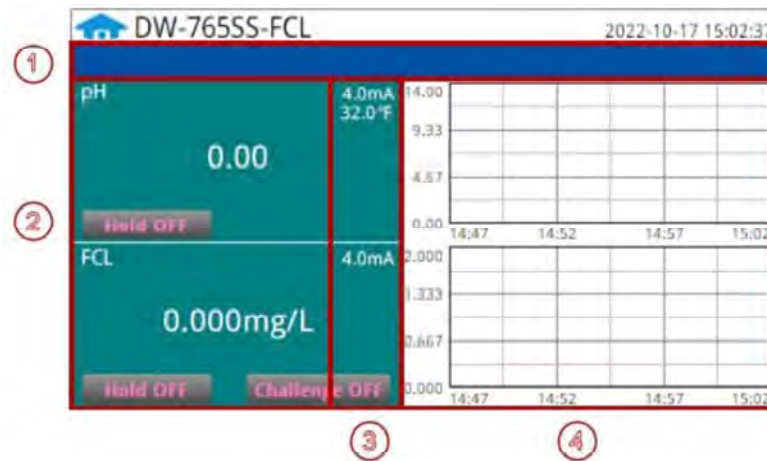 DW-765SS-FCL
2022-10-17 15:02:37
①
pH
4.0mA
32.0°F
0.00
Hold OFF
②
FCL
4.0mA
0.000mg/L
Hold OFF
Challenge OFF
14.00
9.33
4.67
0.00
14:47 14:52 14:57 15:02
2.000
1.333
0.667
0.000
14:47 14:52 14:57 15:02
③
④